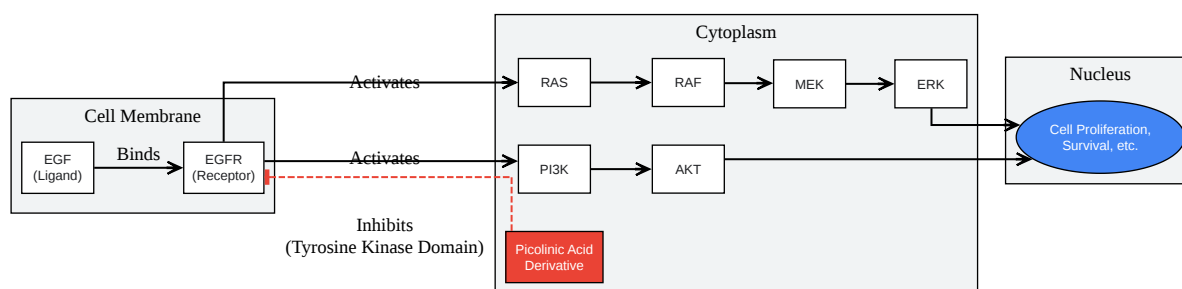 Cytoplasm
Nucleus
Cell Membrane
Activates
RAS
RAF
MEK
ERK
EGF
(Ligand)
Binds
EGFR
(Receptor)
Activates
PI3K
AKT
Cell Proliferation,
Survival, etc.
Inhibits
(Tyrosine Kinase Domain)
Picolinic Acid
Derivative